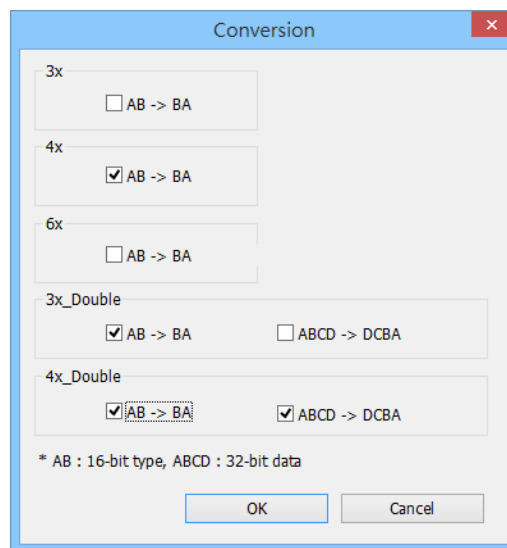 Conversion
3x
AB -> BA
4x
AB -> BA
6x
AB -> BA
3x_Double
AB -> BA ABCD -> DCBA
4x_Double
AB -> BA ABCD -> DCBA
* AB : 16-bit type, ABCD : 32-bit data
OK Cancel